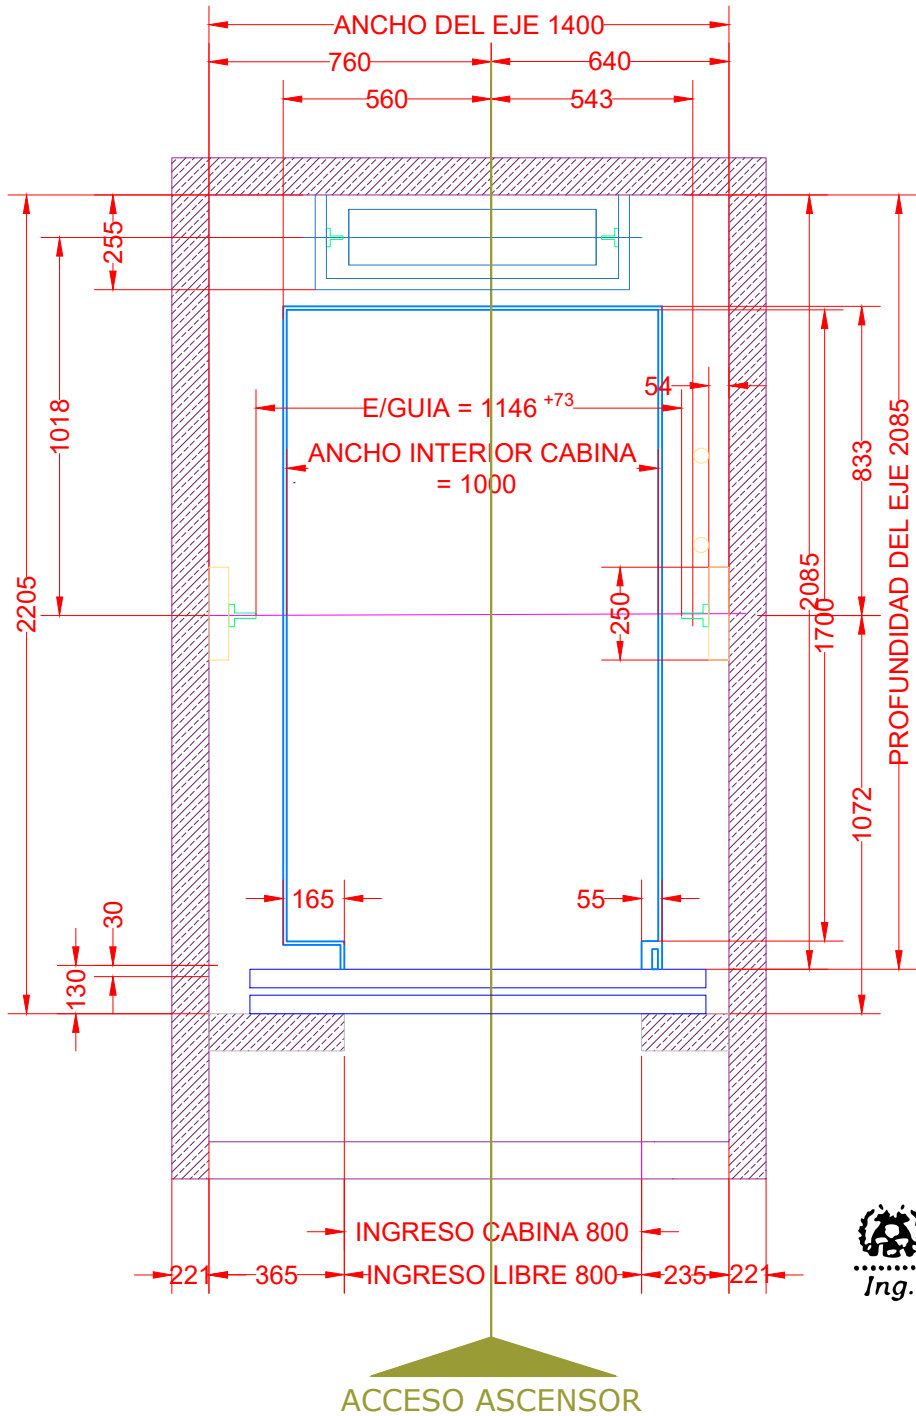 ANCHO DEL EJE 1400
760
640
560
543
255
54
E/GUIA = 1146 +73
1018
ANCHO INTERIOR CABINA
= 1000
833
PROFUNDIDAD DEL EJE 2085
2205
250
2085
1700
1072
165
55
30
130
INGRESO CABINA 800
221
365
INGRESO LIBRE 800
235
221
Ing.
ACCESO ASCENSOR